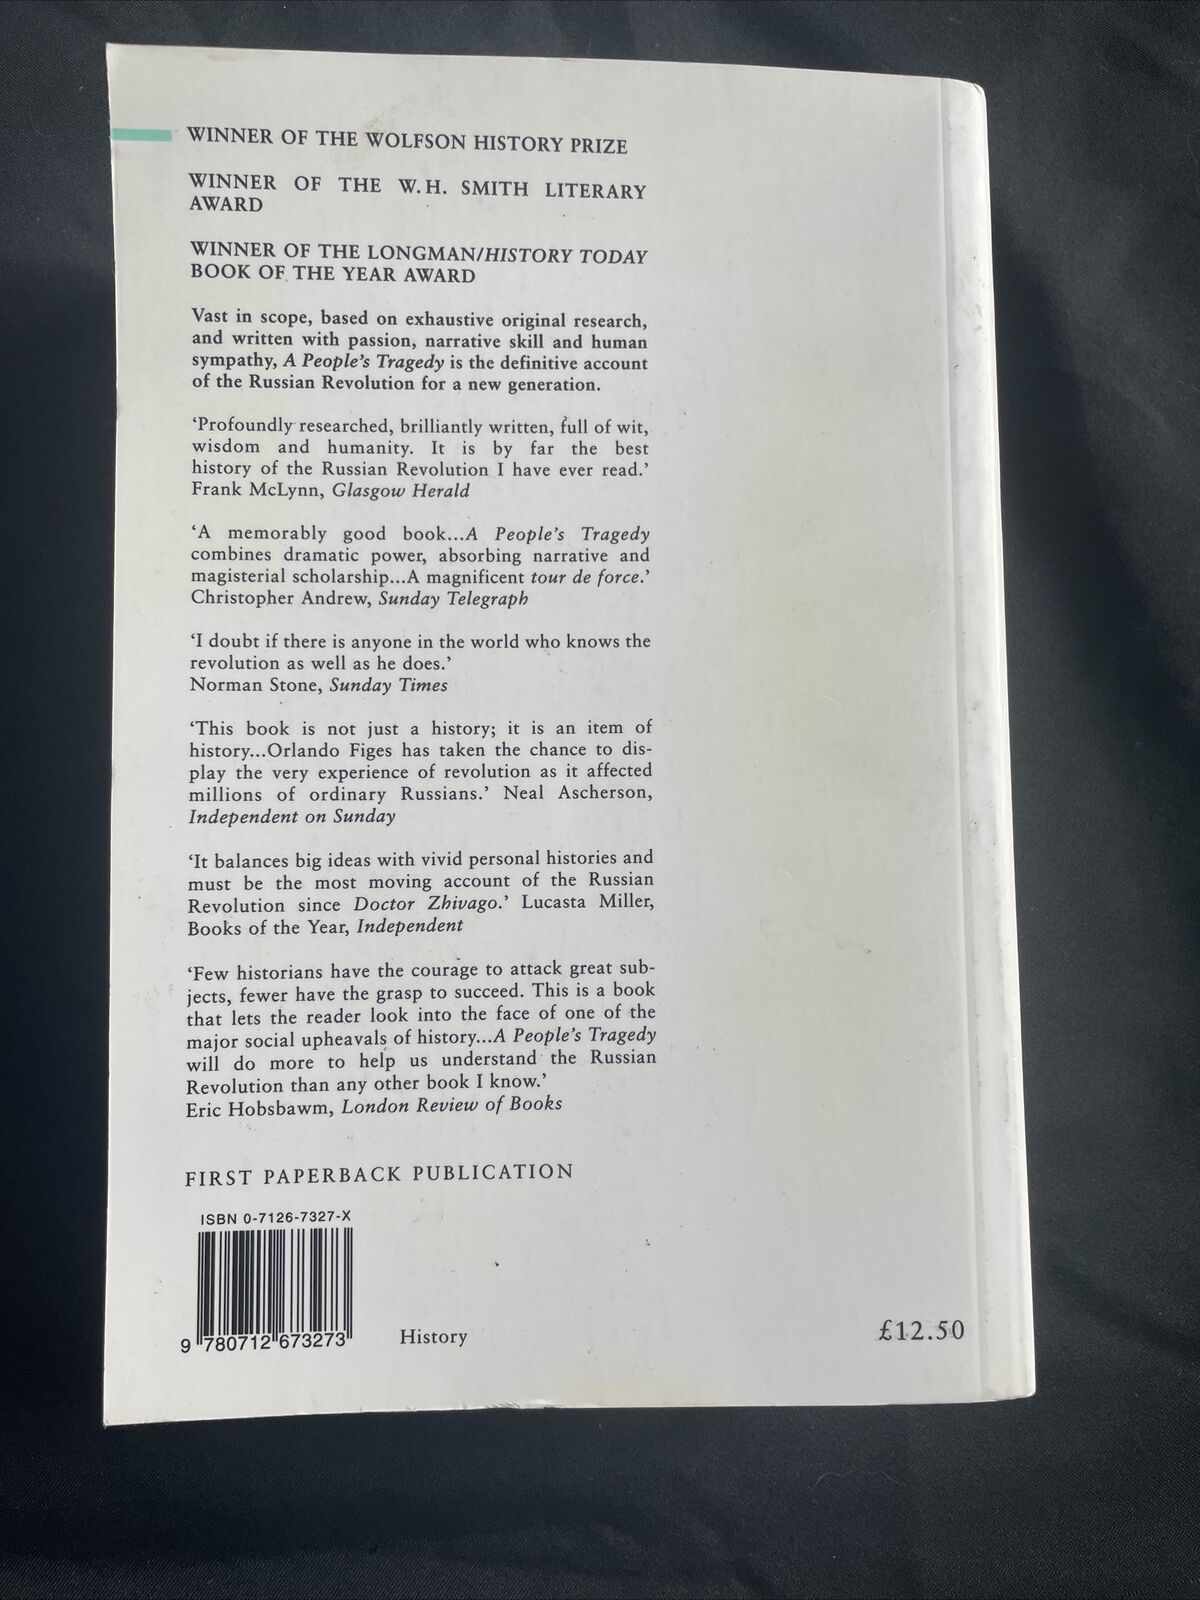 WINNER OF THE WOLFSON HISTORY PRIZE
WINNER OF THE W.H. SMITH LITERARY
AWARD
WINNER OF THE LONGMAN/HISTORY TODAY
BOOK OF THE YEAR AWARD
Vast in scope, based on exhaustive original research,
and written with passion, narrative skill and human
sympathy, A People's Tragedy is the definitive account
of the Russian Revolution for a new generation.
‘Profoundly researched, brilliantly written, full of wit,
wisdom and humanity. It is by far the best
history of the Russian Revolution I have ever read.’
Frank McLynn, Glasgow Herald
‘A memorably good book...A People's Tragedy
combines dramatic power, absorbing narrative and
magisterial scholarship...A magnificent tour de force.’
Christopher Andrew, Sunday Telegraph
‘I doubt if there is anyone in the world who knows the
revolution as well as he does.’
Norman Stone, Sunday Times
‘This book is not just a history; it is an item of
history...Orlando Figes has taken the chance to dis-
play the very experience of revolution as it affected
millions of ordinary Russians.’ Neal Ascherson,
Independent on Sunday
‘It balances big ideas with vivid personal histories and
must be the most moving account of the Russian
Revolution since Doctor Zhivago.’ Lucasta Miller,
Books of the Year, Independent
‘Few historians have the courage to attack great sub-
jects, fewer have the grasp to succeed. This is a book
that lets the reader look into the face of one of the
major social upheavals of history...A People's Tragedy
will do more to help us understand the Russian
Revolution than any other book I know.’
Eric Hobsbawm, London Review of Books
FIRST PAPERBACK PUBLICATION
ISBN 0-7126-7327-X
9 780712 673273
History
£12.50